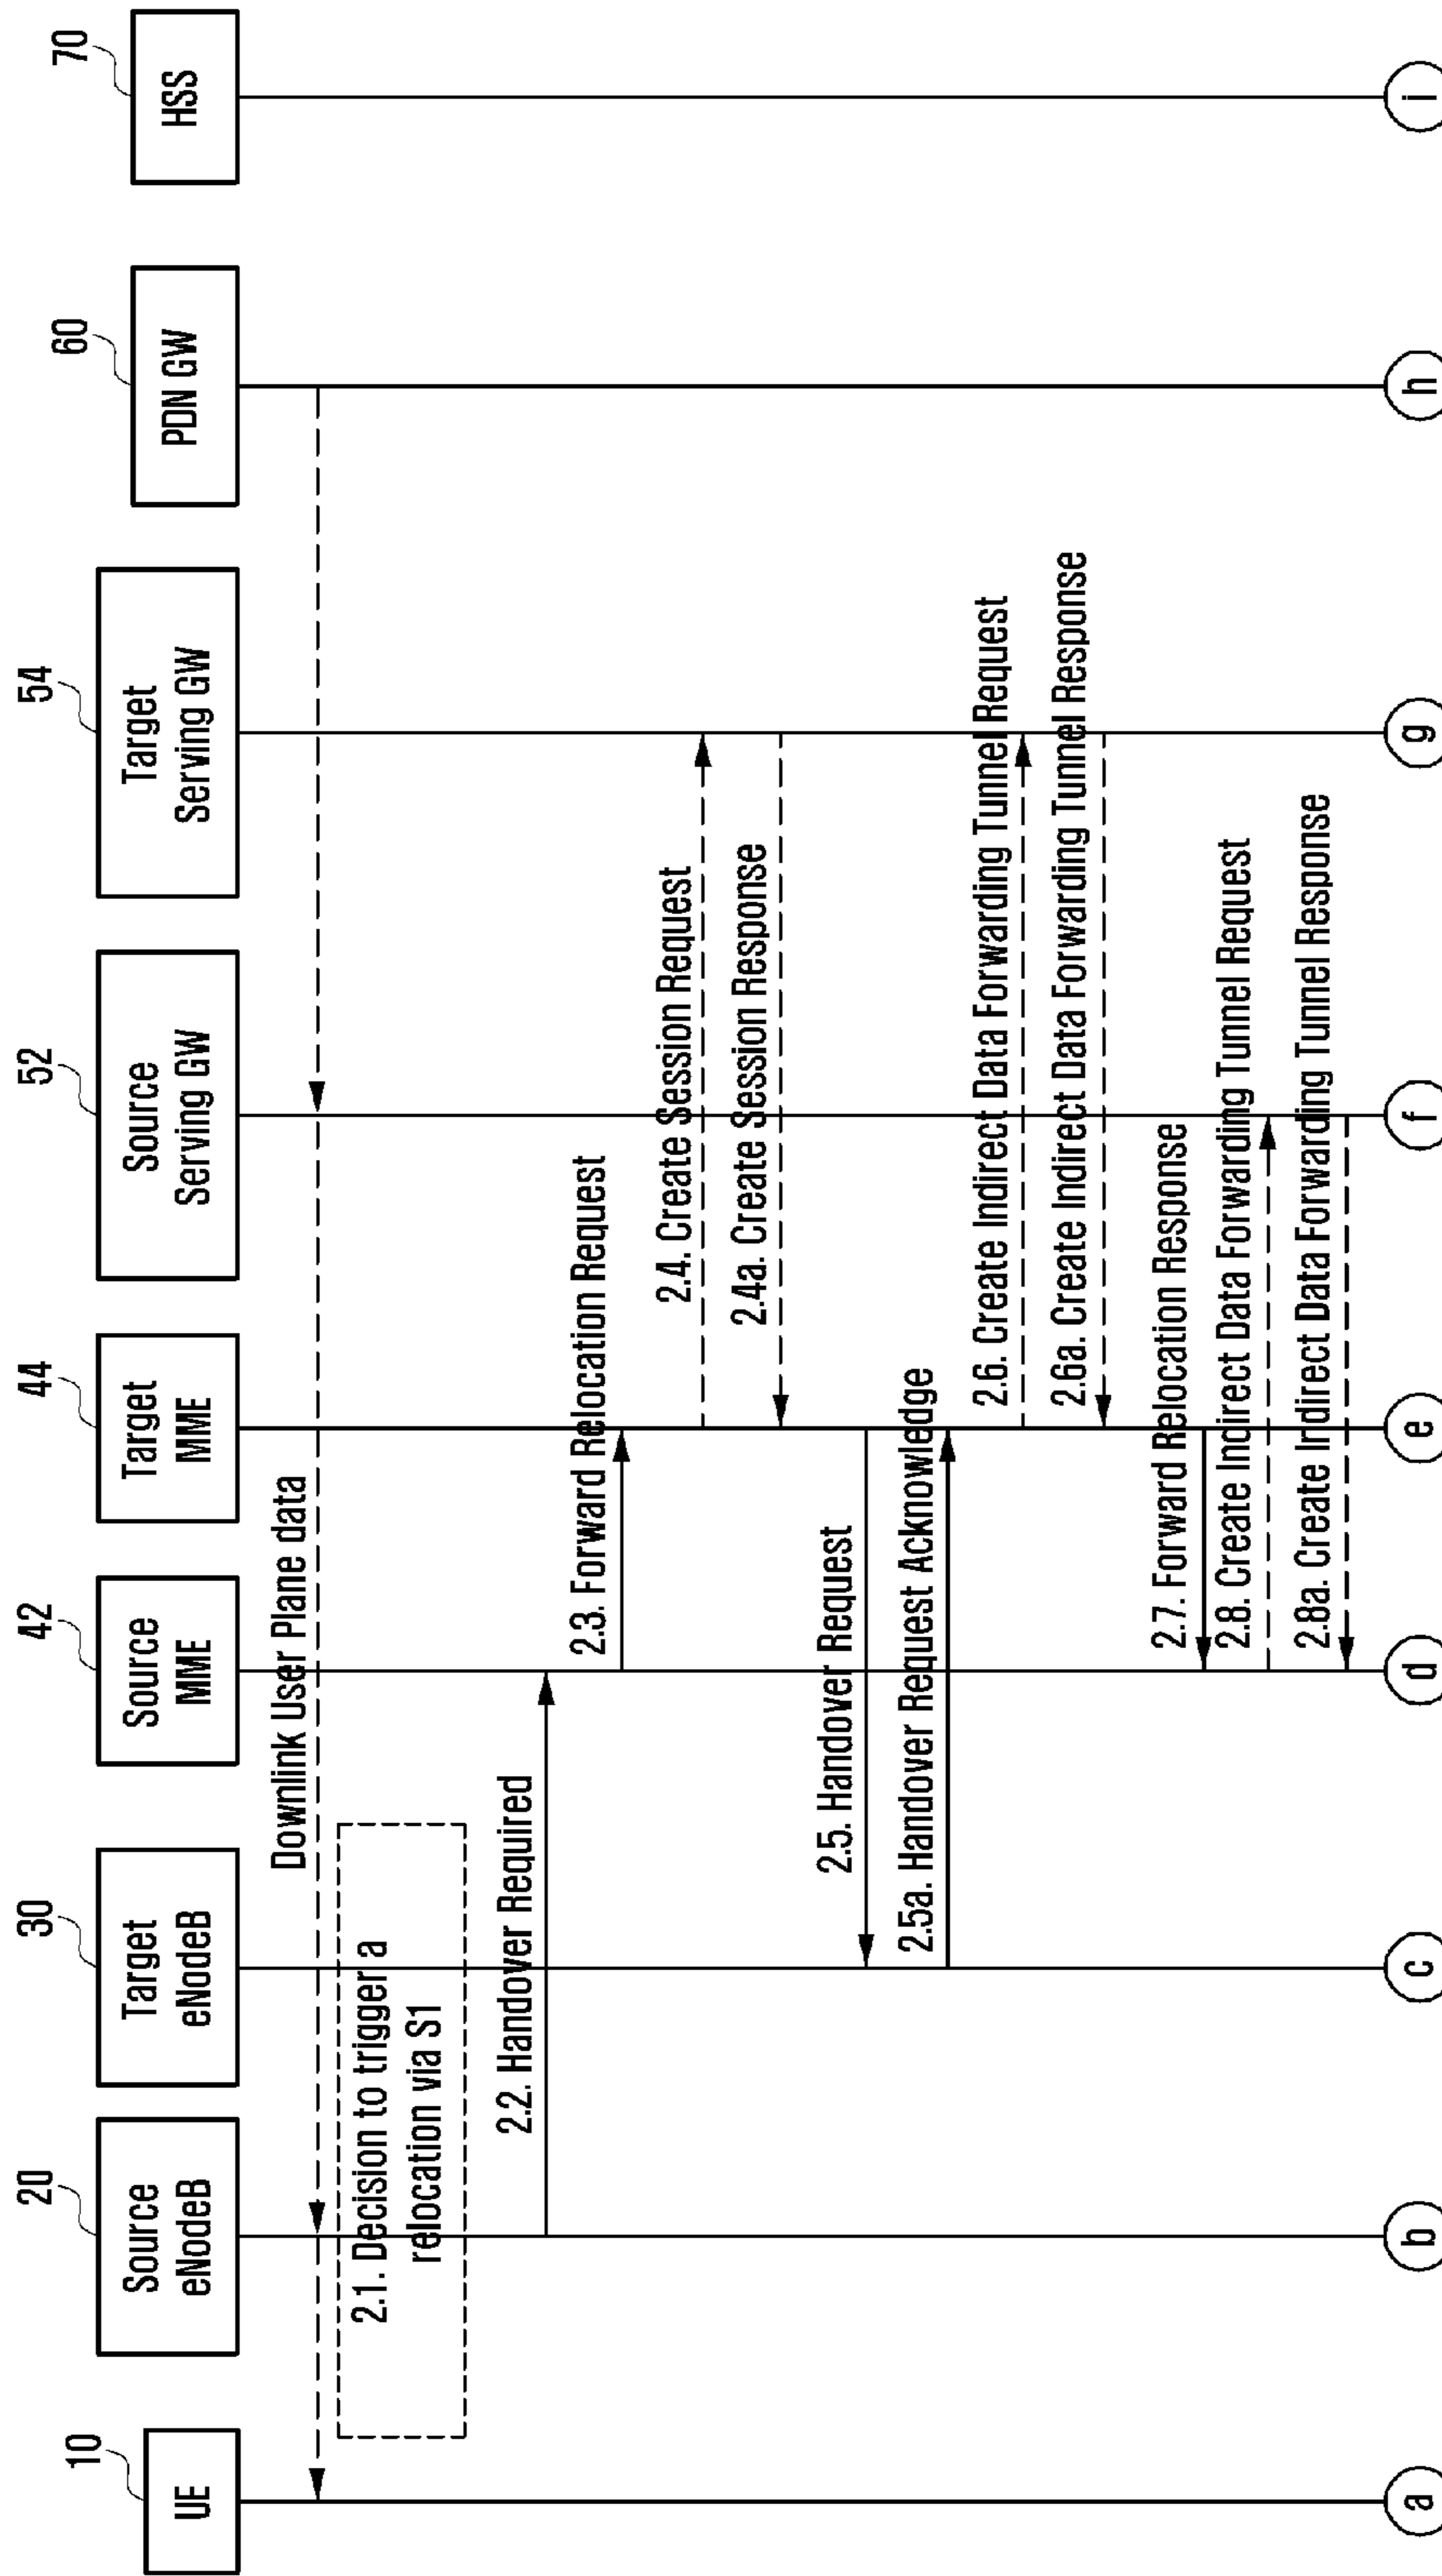 10
20
30
42
44
52
54
60
70
UE
Source
eNodeB
Target
eNodeB
Source
MME
Target
MME
Source
Serving GW
Target
Serving GW
PDN GW
HSS
Downlink User Plane data
2.1. Decision to trigger a
relocation via S1
2.2. Handover Required
2.3. Forward Relocation Request
2.4. Create Session Request
2.4a. Create Session Response
2.5. Handover Request
2.5a. Handover Request Acknowledge
2.6. Create Indirect Data Forwarding Tunnel Request
2.6a. Create Indirect Data Forwarding Tunnel Response
2.7. Forward Relocation Response
2.8. Create Indirect Data Forwarding Tunnel Request
2.8a. Create Indirect Data Forwarding Tunnel Response
a
b
c
d
e
f
g
h
i